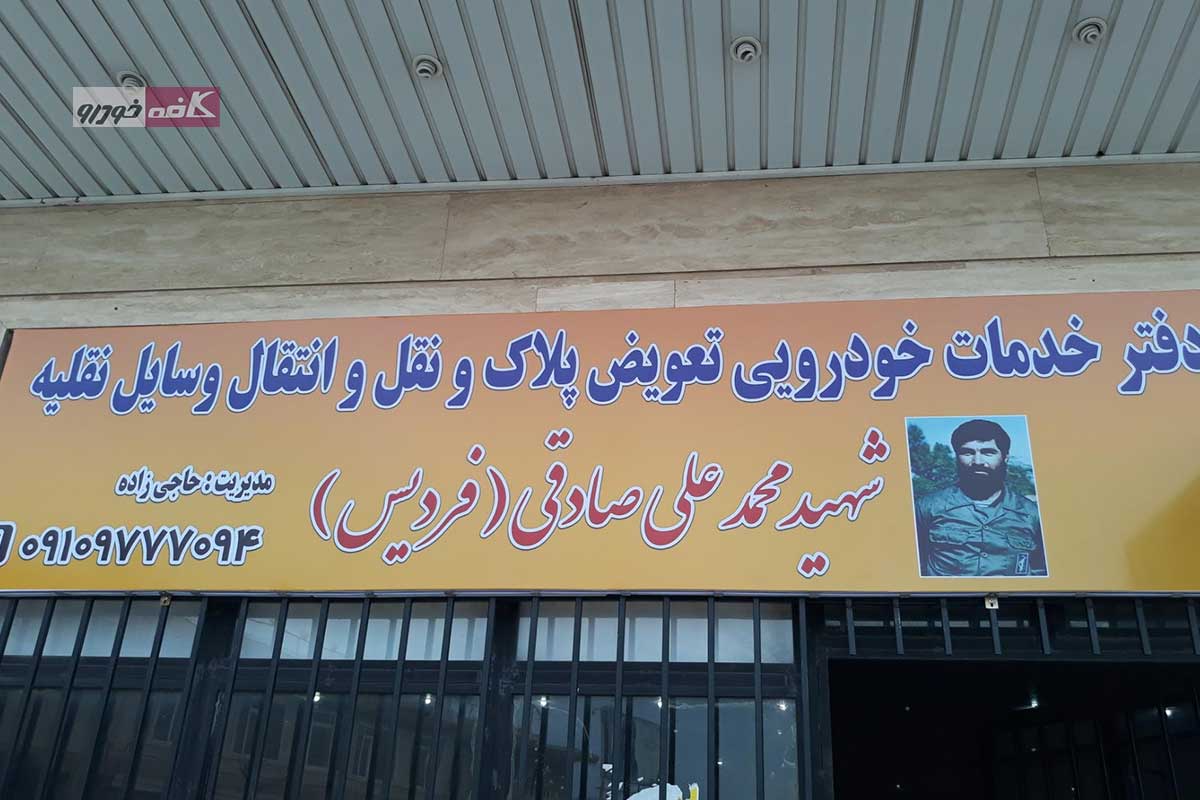 کافه خودرو
دفتر خدمات خودرویی تعویض پلاک و نقل و انتقال وسایل نقلیه
شهید محمد علی صادقی (فردیس)
مدیریت : حاجی زاده
۰۹۱۰۹۷۷۷۰۹۴